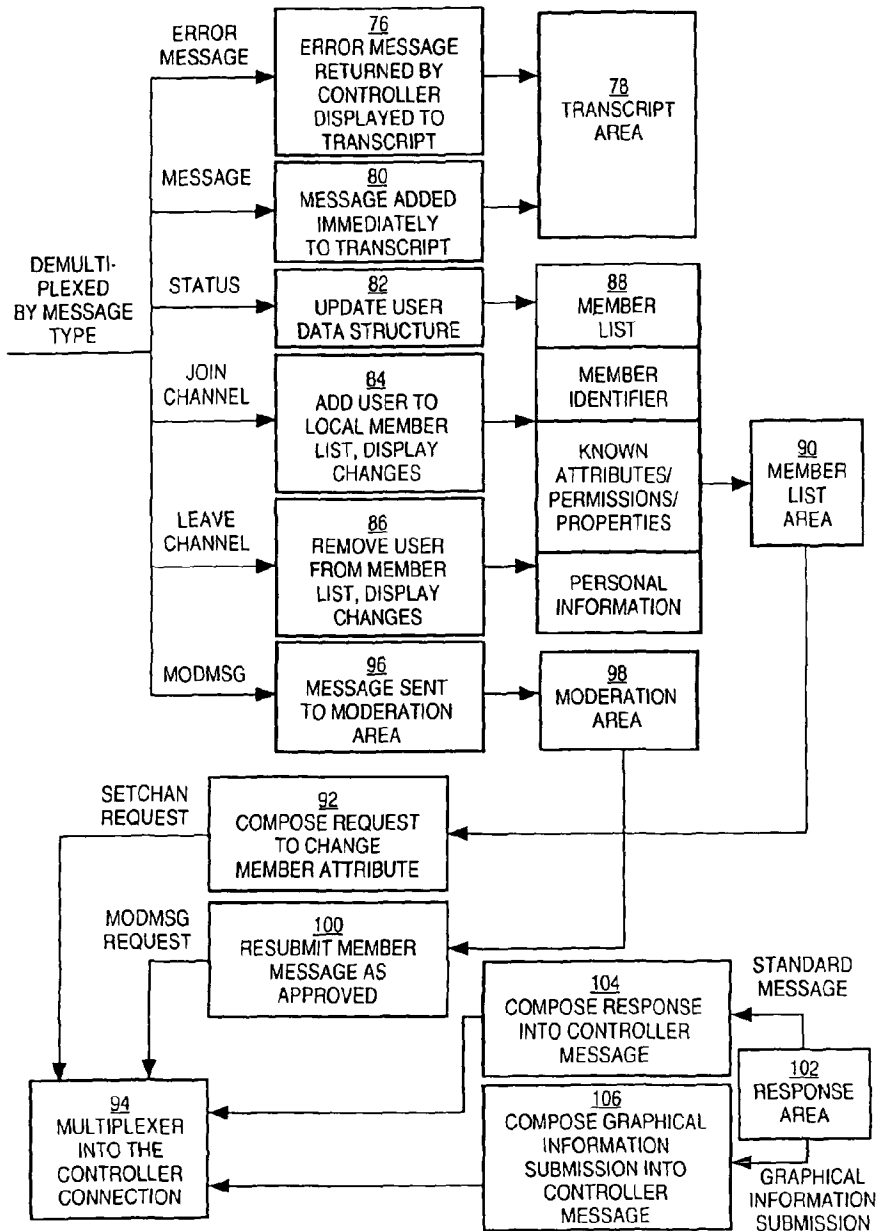 ERROR
MESSAGE
76
ERROR MESSAGE
RETURNED BY
CONTROLLER
DISPLAYED TO
TRANSCRIPT
78
TRANSCRIPT
AREA
MESSAGE
80
MESSAGE ADDED
IMMEDIATELY
TO TRANSCRIPT
DEMULTI-
PLEXED
BY MESSAGE
TYPE
STATUS
82
UPDATE USER
DATA STRUCTURE
88
MEMBER
LIST
JOIN
CHANNEL
84
ADD USER TO
LOCAL MEMBER
LIST, DISPLAY
CHANGES
MEMBER
IDENTIFIER
KNOWN
ATTRIBUTES/
PERMISSIONS/
PROPERTIES
90
MEMBER
LIST
AREA
LEAVE
CHANNEL
86
REMOVE USER
FROM MEMBER
LIST, DISPLAY
CHANGES
PERSONAL
INFORMATION
MODMSG
96
MESSAGE SENT
TO MODERATION
AREA
98
MODERATION
AREA
SETCHAN
REQUEST
92
COMPOSE REQUEST
TO CHANGE
MEMBER ATTRIBUTE
MODMSG
REQUEST
100
RESUBMIT MEMBER
MESSAGE AS
APPROVED
104
COMPOSE RESPONSE
INTO CONTROLLER
MESSAGE
STANDARD
MESSAGE
102
RESPONSE
AREA
94
MULTIPLEXER
INTO THE
CONTROLLER
CONNECTION
106
COMPOSE GRAPHICAL
INFORMATION
SUBMISSION INTO
CONTROLLER
MESSAGE
GRAPHICAL
INFORMATION
SUBMISSION